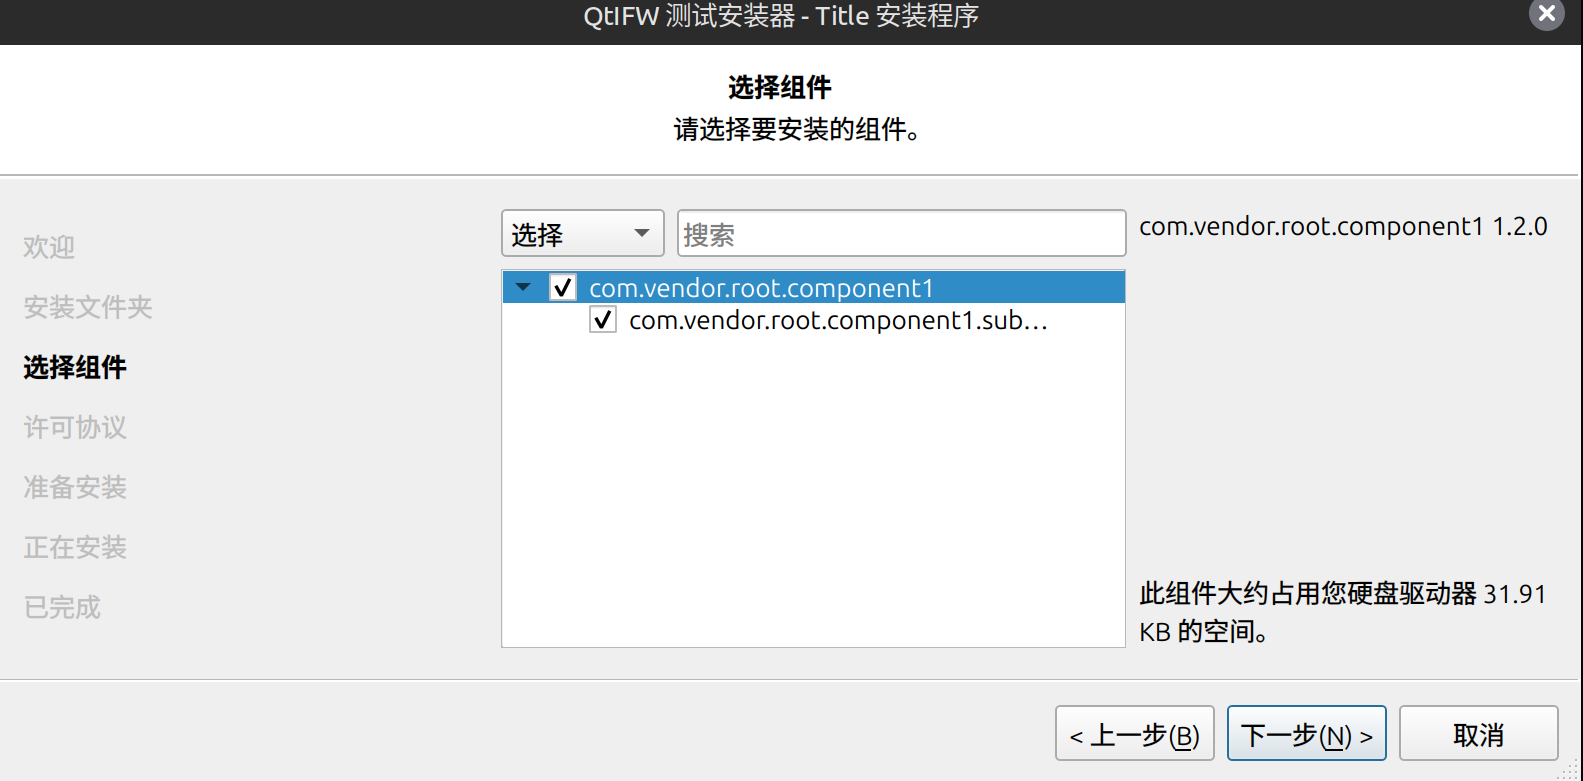 QtIFW 测试安装器 - Title 安装程序
选择组件
请选择要安装的组件。
欢迎
安装文件夹
选择组件
许可协议
准备安装
正在安装
已完成
选择
搜索
com.vendor.root.component1
com.vendor.root.component1.sub...
com.vendor.root.component1 1.2.0
此组件大约占用您硬盘驱动器 31.91
KB 的空间。
< 上一步(B)
下一步(N) >
取消